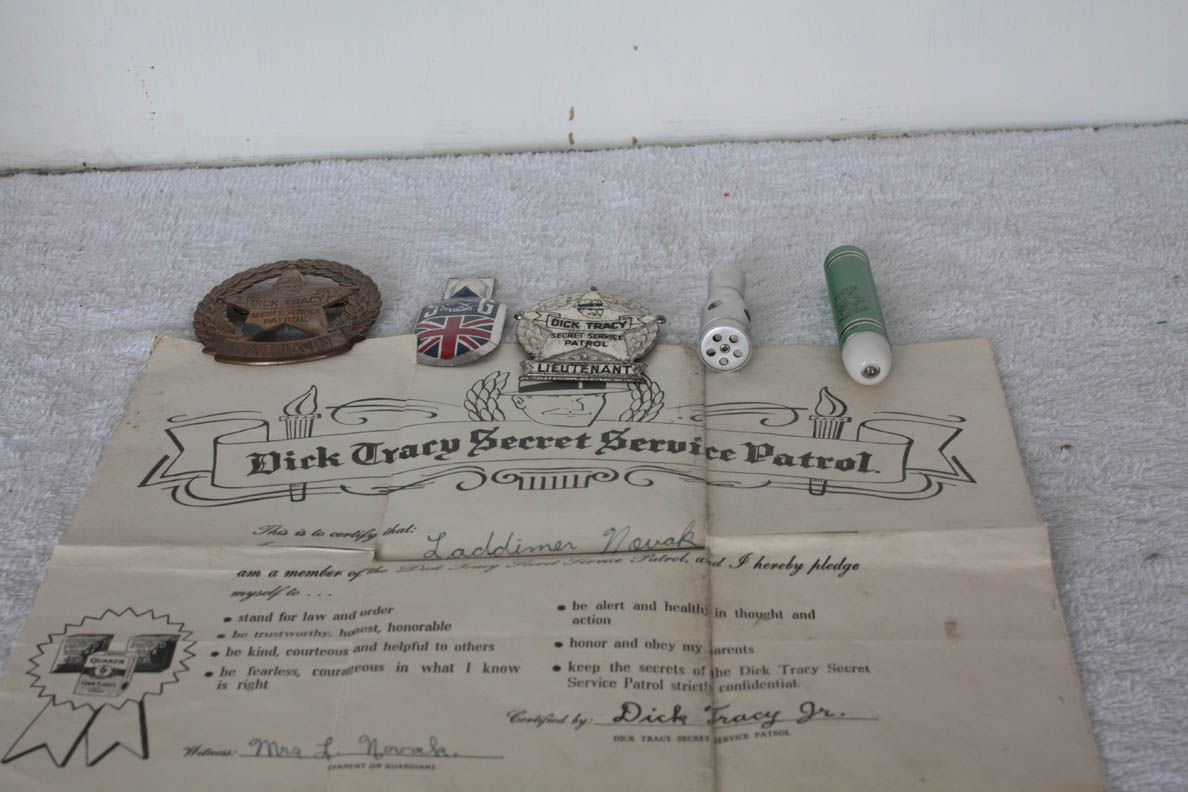 DICK TRACY
SECRET SERVICE
PATROL
CAPTAIN
J G
DICK TRACY
SECRET SERVICE
PATROL
LIEUTENANT
Dick Tracy Secret Service Patrol.
This is to certify that: Laddimer Novak
am a member of the Dick Tracy Secret Service Patrol, and I hereby pledge
myself to . . .
• stand for law and order
• be trustworthy, honest, honorable
• be kind, courteous and helpful to others
• be fearless, courageous in what I know
is right
• be alert and healthy in thought and
action
• honor and obey my parents
• keep the secrets of the Dick Tracy Secret
Service Patrol strictly confidential.
QUAKER
CORN FLAKES
Certified by: Dick Tracy Jr.
DICK TRACY SECRET SERVICE PATROL
Witness: Mrs L. Novak.
(PARENT OR GUARDIAN)